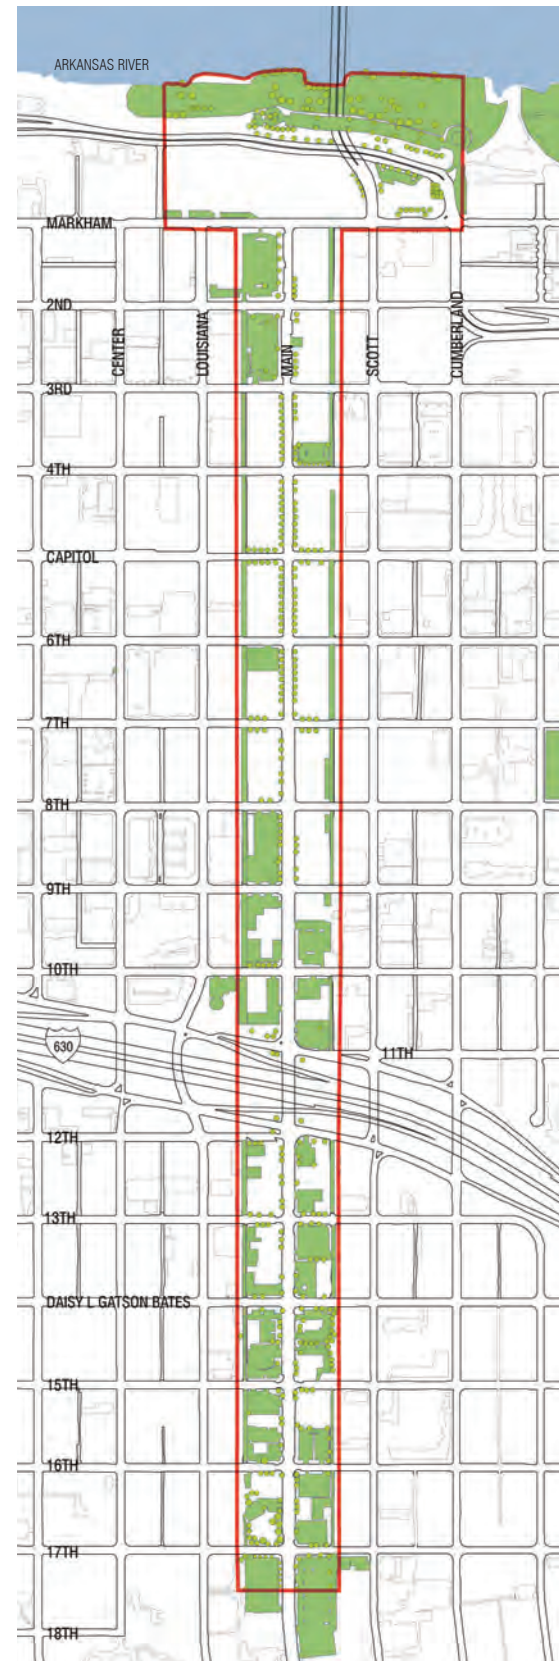 ARKANSAS RIVER
MARKHAM
2ND
CENTER
LOUISIANA
MAIN
SCOTT
CUMBERLAND
3RD
4TH
CAPITOL
6TH
7TH
8TH
9TH
10TH
630
11TH
12TH
13TH
DAISY L GATSON BATES
15TH
16TH
17TH
18TH